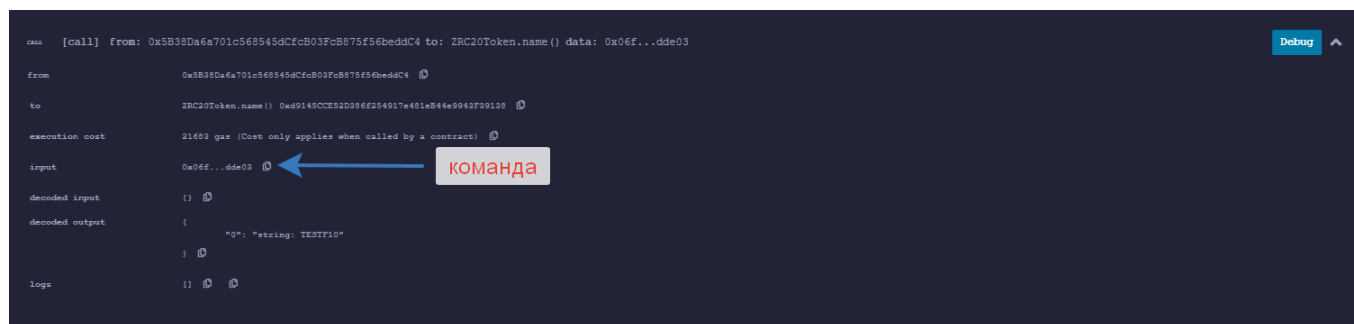 CALL [call] from: 0x5B38Da6a701c568545dCfcB03FcB875f56beddC4 to: ZRC20Token.name() data: 0x06f...dde03 Debug
from 0x5B38Da6a701c568545dCfcB03FcB875f56beddC4
to ZRC20Token.name() 0xd9145CCE52D386f254917e481eB44e9943F39138
execution cost 21683 gas (Cost only applies when called by a contract)
input 0x06f...dde03 команда
decoded input {}
decoded output {
"0": "string: TESTF10"
}
logs []